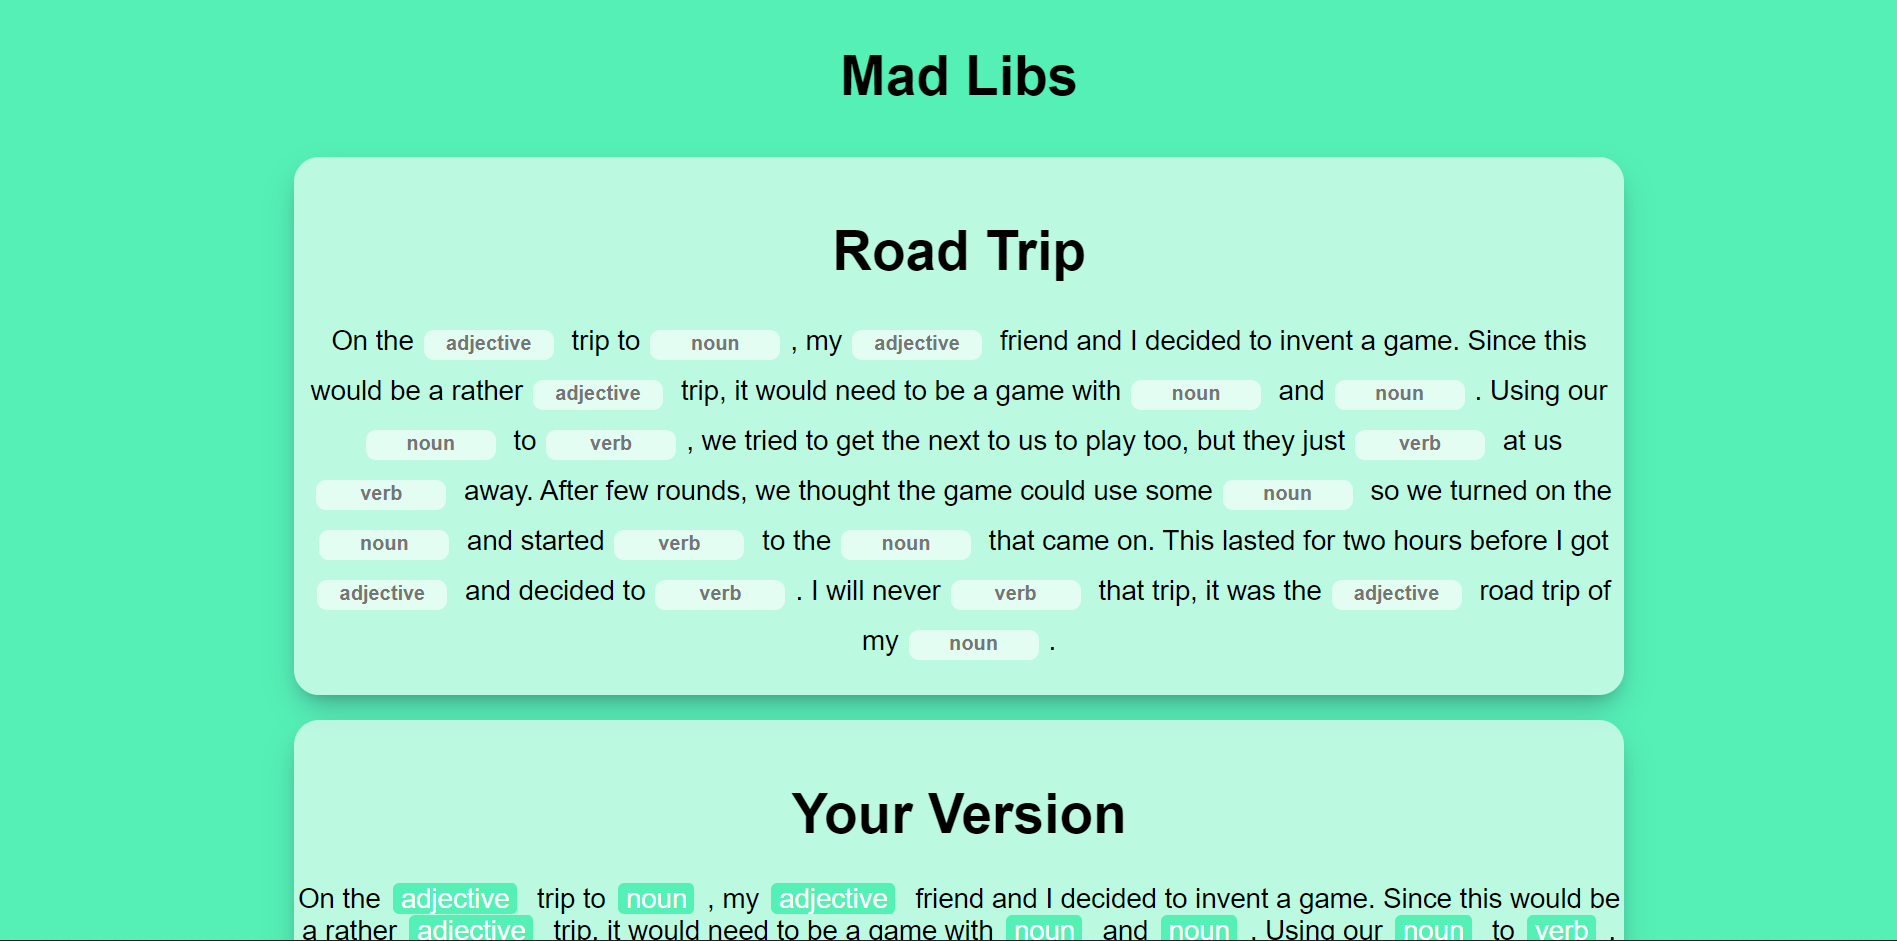 Mad Libs
Road Trip
On the adjective trip to noun , my adjective friend and I decided to invent a game. Since this
would be a rather adjective trip, it would need to be a game with noun and noun . Using our
noun to verb , we tried to get the next to us to play too, but they just verb at us
verb away. After few rounds, we thought the game could use some noun so we turned on the
noun and started verb to the noun that came on. This lasted for two hours before I got
adjective and decided to verb . I will never verb that trip, it was the adjective road trip of
my noun .
Your Version
On the adjective trip to noun , my adjective friend and I decided to invent a game. Since this would be
a rather adjective trip, it would need to be a game with noun and noun . Using our noun to verb ,